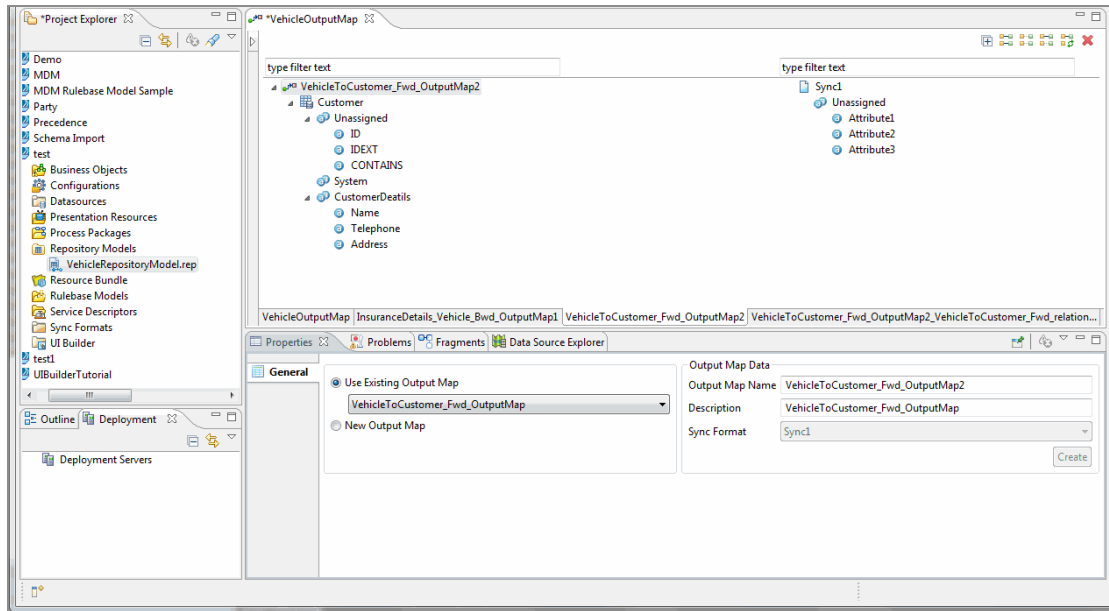 *Project Explorer
Demo
MDM
MDM Rulebase Model Sample
Party
Precedence
Schema Import
test
Business Objects
Configurations
Datasources
Presentation Resources
Process Packages
Repository Models
VehicleRepositoryModel.rep
Resource Bundle
Rulebase Models
Service Descriptors
Sync Formats
UI Builder
test1
UIBuilderTutorial
Outline Deployment
Deployment Servers
*VehicleOutputMap
type filter text
VehicleToCustomer_Fwd_OutputMap2
Customer
Unassigned
ID
IDEXT
CONTAINS
System
CustomerDeatils
Name
Telephone
Address
type filter text
Sync1
Unassigned
Attribute1
Attribute2
Attribute3
VehicleOutputMap InsuranceDetails_Vehicle_Bwd_OutputMap1 VehicleToCustomer_Fwd_OutputMap2 VehicleToCustomer_Fwd_OutputMap2_VehicleToCustomer_Fwd_relation...
Properties Problems Fragments Data Source Explorer
General
Use Existing Output Map
VehicleToCustomer_Fwd_OutputMap
New Output Map
Output Map Data
Output Map Name VehicleToCustomer_Fwd_OutputMap2
Description VehicleToCustomer_Fwd_OutputMap
Sync Format Sync1
Create